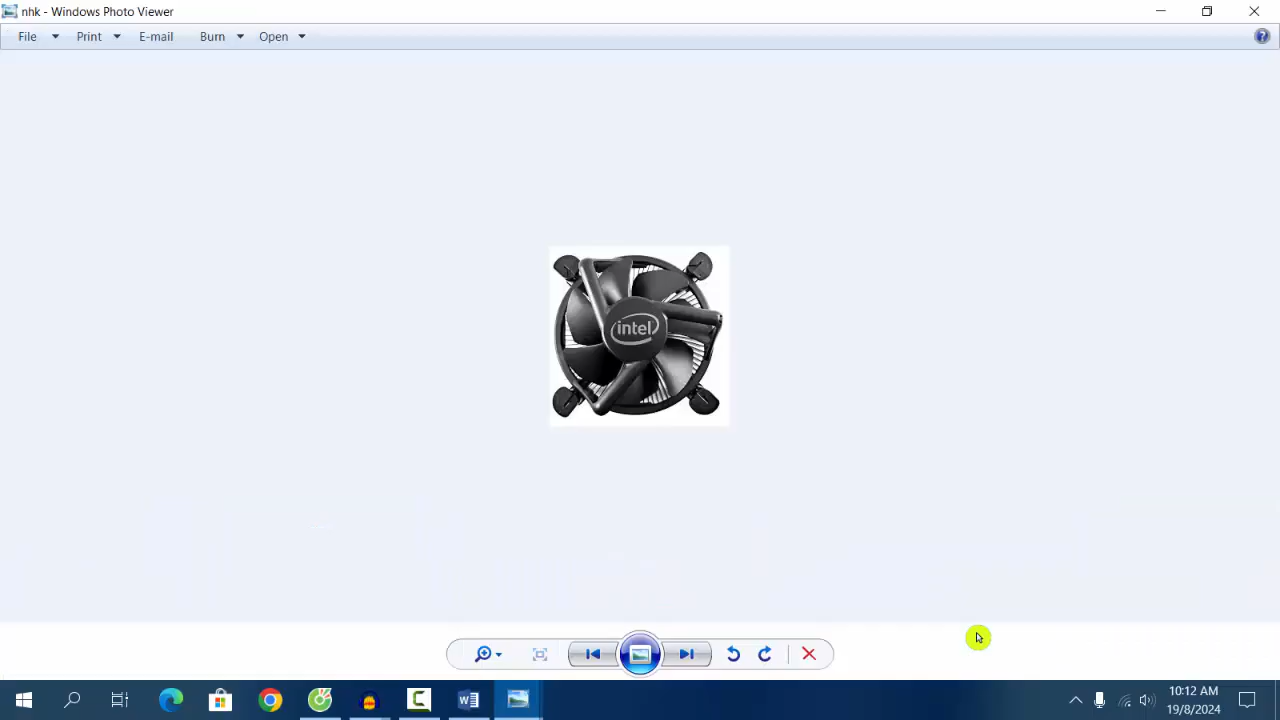 nhk - Windows Photo Viewer
File Print E-mail Burn Open
intel
10:12 AM
19/8/2024